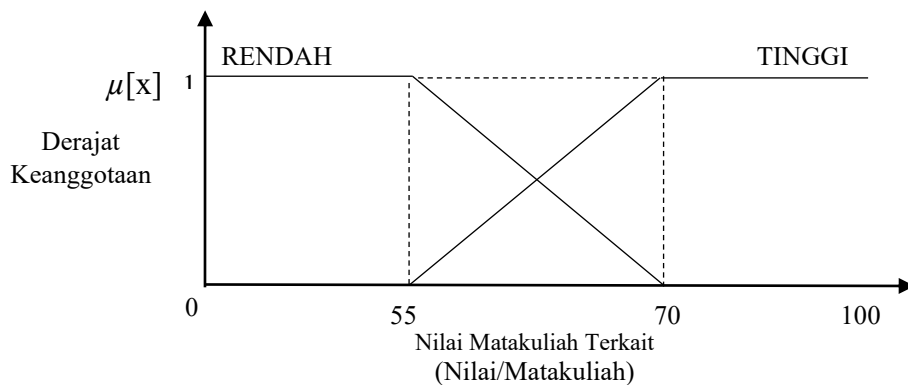 RENDAH
TINGGI
μ[x]
1
Derajat
Keanggotaan
0
55
70
100
Nilai Matakuliah Terkait
(Nilai/Matakuliah)